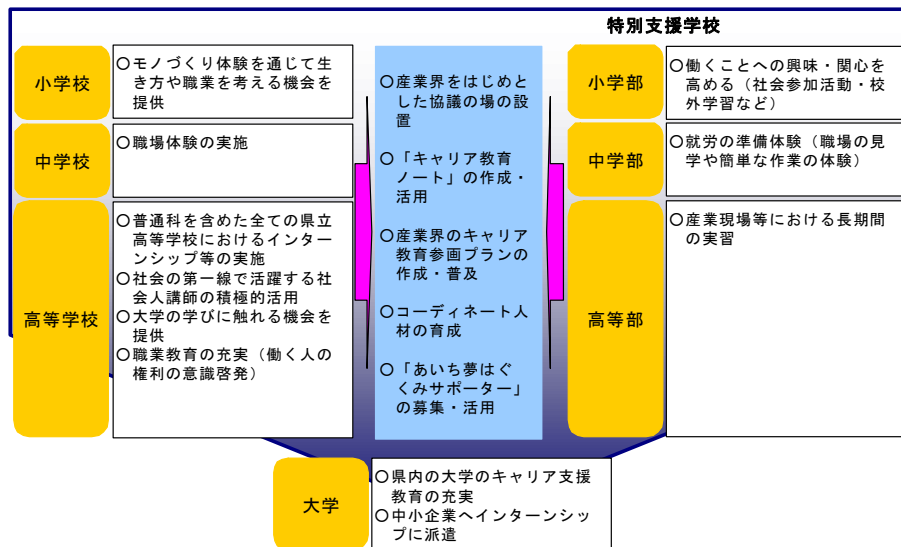 特別支援学校
小学校
〇モノづくり体験を通じて生
き方や職業を考える機会を
提供
中学校
〇職場体験の実施
高等学校
〇普通科を含めた全ての県立
高等学校におけるインター
ンシップ等の実施
〇社会の第一線で活躍する社
会人講師の積極的活用
〇大学の学びに触れる機会を
提供
〇職業教育の充実（働く人の
権利の意識啓発）
〇産業界をはじめと
した協議の場の設
置
〇「キャリア教育
ノート」の作成・
活用
〇産業界のキャリア
教育参画プランの
作成・普及
〇コーディネート人
材の育成
〇「あいち夢はぐ
くみサポーター」
の募集・活用
小学部
〇働くことへの興味・関心を
高める（社会参加活動・校
外学習など）
中学部
〇就労の準備体験（職場の見
学や簡単な作業の体験）
高等部
〇産業現場等における長期間
の実習
大学
〇県内の大学のキャリア支援
教育の充実
〇中小企業へインターンシッ
プに派遣